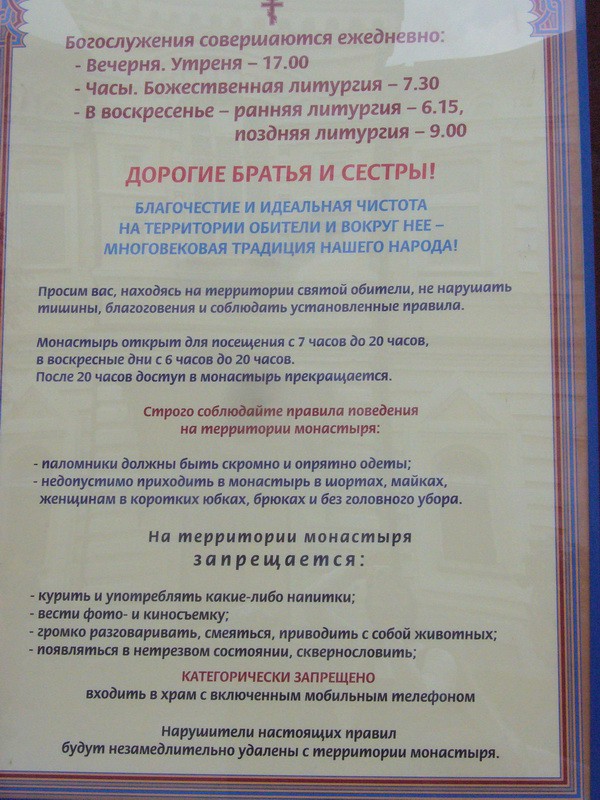 Богослужения совершаются ежедневно:
- Вечерня. Утреня – 17.00
- Часы. Божественная литургия – 7.30
- В воскресенье – ранняя литургия – 6.15,
поздняя литургия – 9.00
ДОРОГИЕ БРАТЬЯ И СЕСТРЫ!
БЛАГОЧЕСТИЕ И ИДЕАЛЬНАЯ ЧИСТОТА
НА ТЕРРИТОРИИ ОБИТЕЛИ И ВОКРУГ НЕЕ –
МНОГОВЕКОВАЯ ТРАДИЦИЯ НАШЕГО НАРОДА!
Просим вас, находясь на территории святой обители, не нарушать
тишины, благоговения и соблюдать установленные правила.
Монастырь открыт для посещения с 7 часов до 20 часов,
в воскресные дни с 6 часов до 20 часов.
После 20 часов доступ в монастырь прекращается.
Строго соблюдайте правила поведения
на территории монастыря:
- паломники должны быть скромно и опрятно одеты;
- недопустимо приходить в монастырь в шортах, майках,
женщинам в коротких юбках, брюках и без головного убора.
На территории монастыря
запрещается:
- курить и употреблять какие-либо напитки;
- вести фото- и киносъемку;
- громко разговаривать, смеяться, приводить с собой животных;
- появляться в нетрезвом состоянии, сквернословить;
КАТЕГОРИЧЕСКИ ЗАПРЕЩЕНО
входить в храм с включенным мобильным телефоном
Нарушители настоящих правил
будут незамедлительно удалены с территории монастыря.